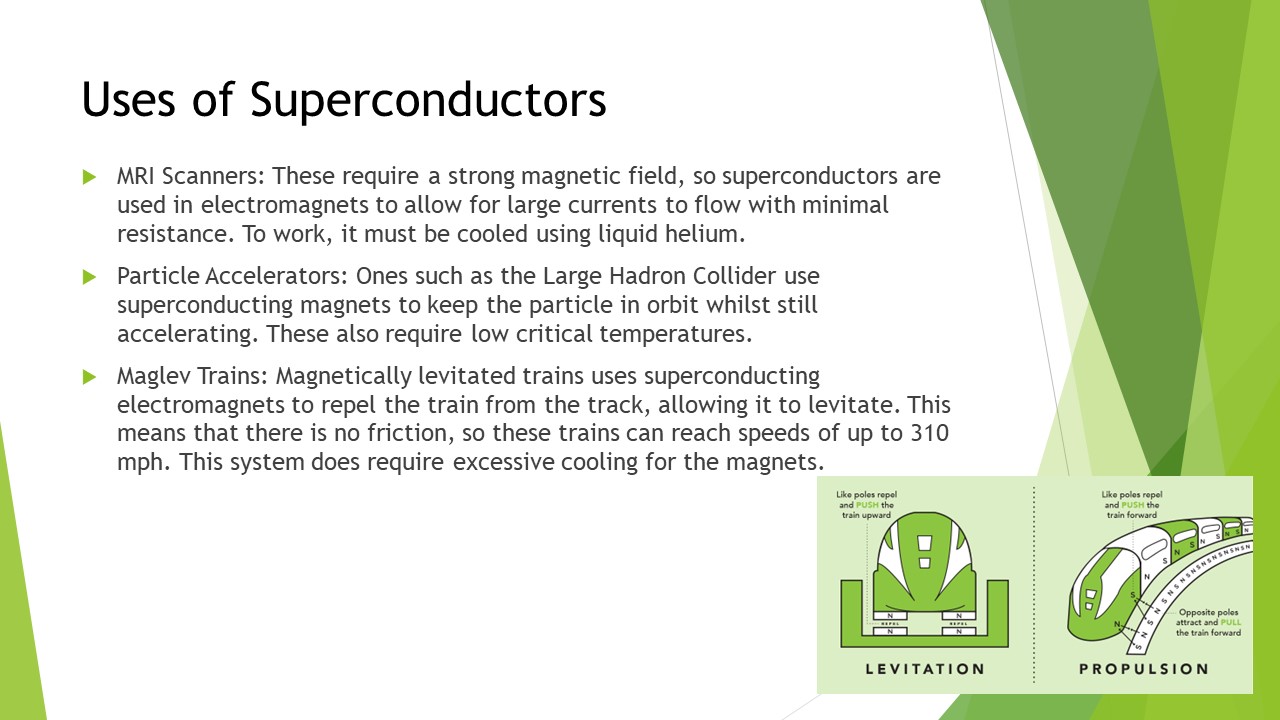 Uses of Superconductors
MRI Scanners: These require a strong magnetic field, so superconductors are
used in electromagnets to allow for large currents to flow with minimal
resistance. To work, it must be cooled using liquid helium.
Particle Accelerators: Ones such as the Large Hadron Collider use
superconducting magnets to keep the particle in orbit whilst still
accelerating. These also require low critical temperatures.
Maglev Trains: Magnetically levitated trains uses superconducting
electromagnets to repel the train from the track, allowing it to levitate. This
means that there is no friction, so these trains can reach speeds of up to 310
mph. This system does require excessive cooling for the magnets.
Like poles repel
and PUSH the
train upward
N
N
REPEL
REPEL
N
N
LEVITATION
Like poles repel
and PUSH the
train forward
Opposite poles
attract and PULL
the train forward
PROPULSION